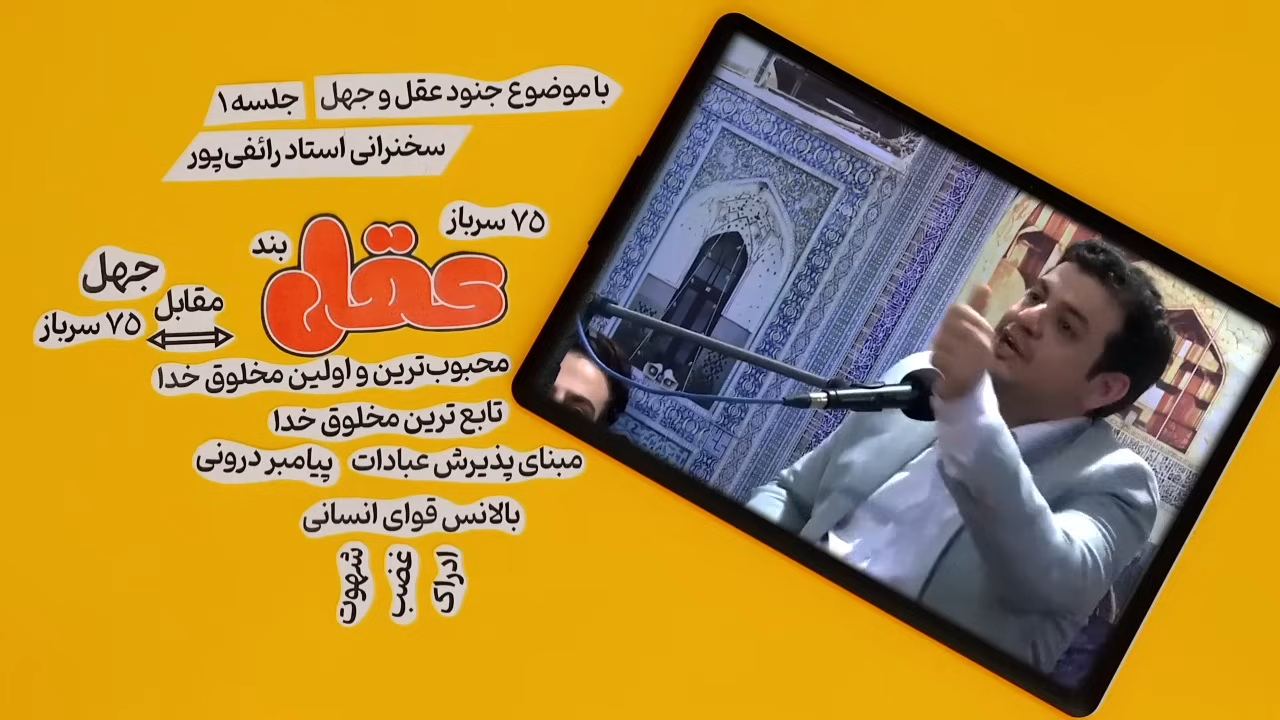 با موضوع جنود عقل و جهل جلسه ۱
سخنرانی استاد رائفی‌پور
۷۵ سرباز
عقل
بند
جهل
مقابل
۷۵ سرباز
محبوب‌ترین و اولین مخلوق خدا
تابع ترین مخلوق خدا
مبنای پذیرش عبادات پیامبر درونی
بالانس قوای انسانی
ادراک غضب شهوت